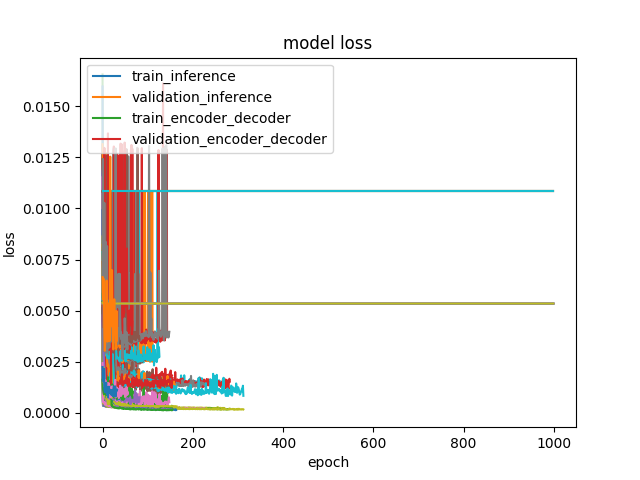 model loss
train_inference
validation_inference
train_encoder_decoder
validation_encoder_decoder
0.0150
0.0125
0.0100
0.0075
0.0050
0.0025
0.0000
loss
0 200 400 600 800 1000
epoch